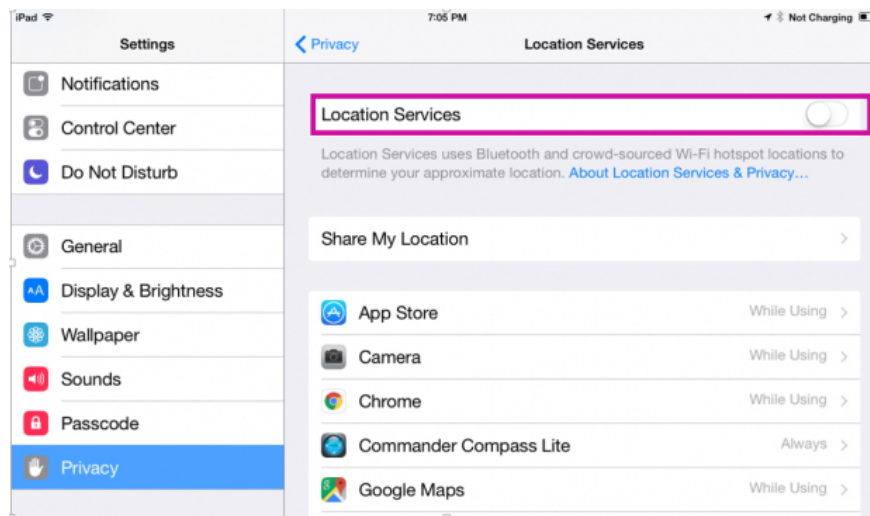 iPad 7:05 PM Not Charging
Settings
Privacy Location Services
Notifications
Control Center
Do Not Disturb
General
Display & Brightness
Wallpaper
Sounds
Passcode
Privacy
Location Services
Location Services uses Bluetooth and crowd-sourced Wi-Fi hotspot locations to
determine your approximate location. About Location Services & Privacy...
Share My Location
App Store While Using
Camera While Using
Chrome While Using
Commander Compass Lite Always
Google Maps While Using